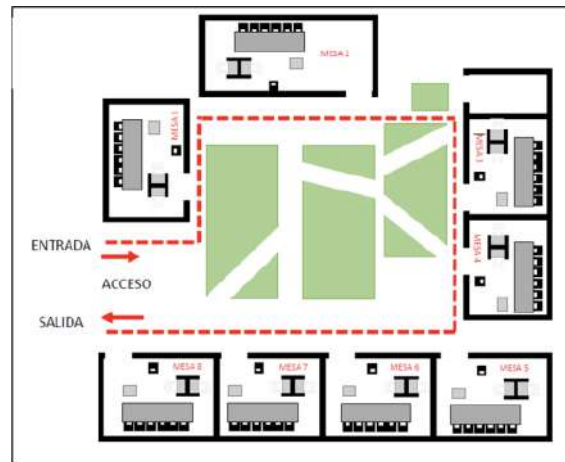 MESA 2
MESA 1
MESA 3
ENTRADA
MESA 4
ACCESO
SALIDA
MESA 8
MESA 7
MESA 6
MESA 5